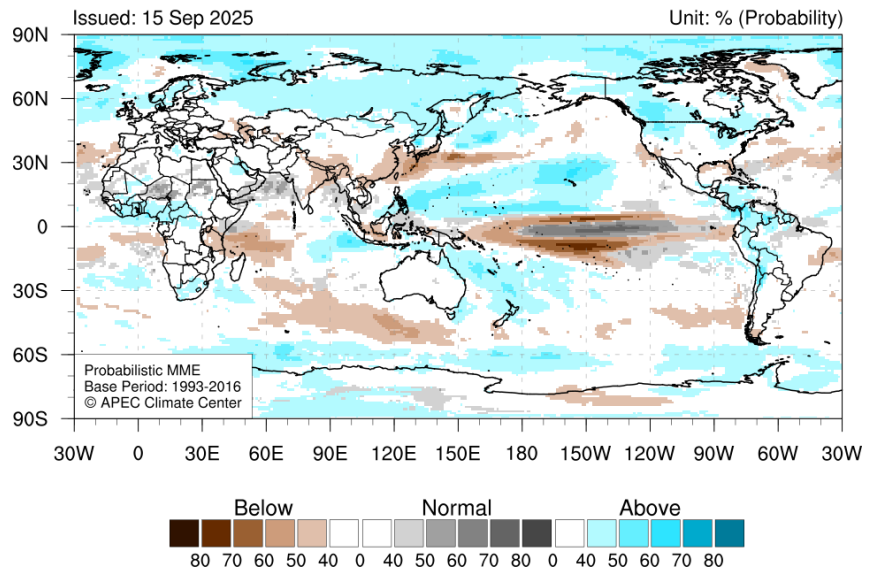 Issued: 15 Sep 2025 Unit: % (Probability)
90N
60N
30N
0
30S
60S
90S
Probabilistic MME
Base Period: 1993-2016
© APEC Climate Center
30W 0 30E 60E 90E 120E 150E 180 150W 120W 90W 60W 30W
Below Normal Above
80 70 60 50 40 0 40 50 60 70 80 0 40 50 60 70 80